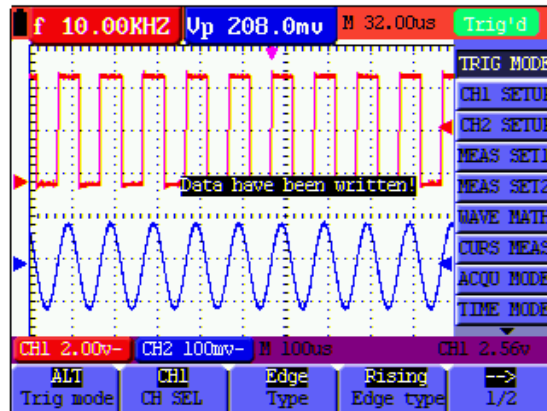 f 10.00KHZ Vp 208.0mv M 32.00us Trig'd
TRIG MODE
CH1 SETUP
CH2 SETUP
MEAS SET1
MEAS SET2
Data have been written!
WAVE MATH
CURS MEAS
ACQU MODE
TIME MODE
CH1 2.00v- CH2 100mv- M 100us CH1 2.56v
ALT CH1 Edge Rising -->
Trig mode CH SEL Type Edge type 1/2